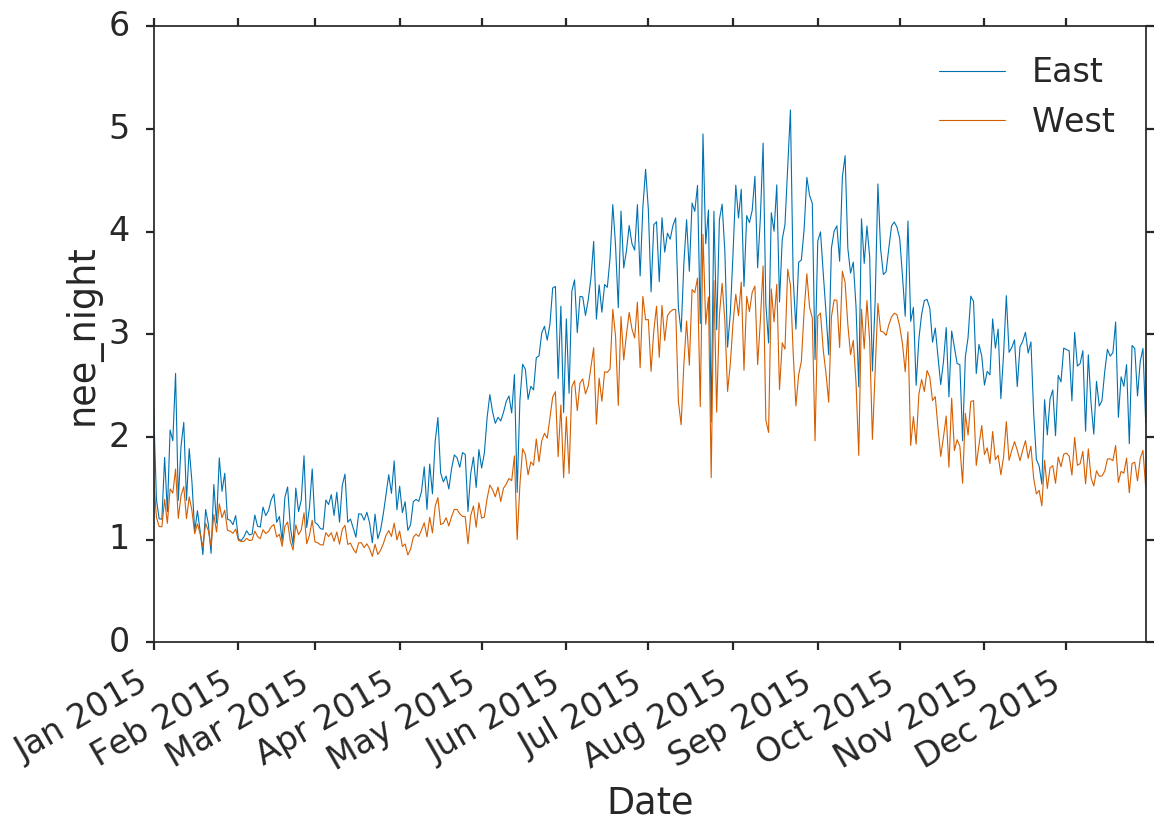 6
5
4
3
2
1
0
nee_night
East
West
Jan 2015
Feb 2015
Mar 2015
Apr 2015
May 2015
Jun 2015
Jul 2015
Aug 2015
Sep 2015
Oct 2015
Nov 2015
Dec 2015
Date